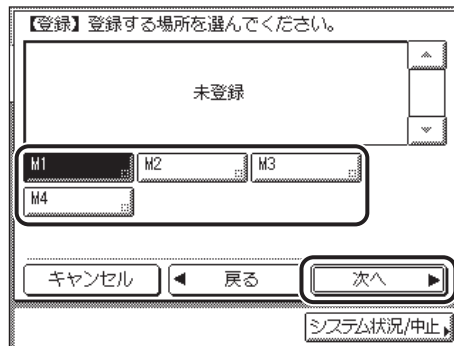 【登録】登録する場所を選んでください。
未登録
M1 M2 M3
M4
キャンセル ◀ 戻る 次へ ▶
システム状況/中止